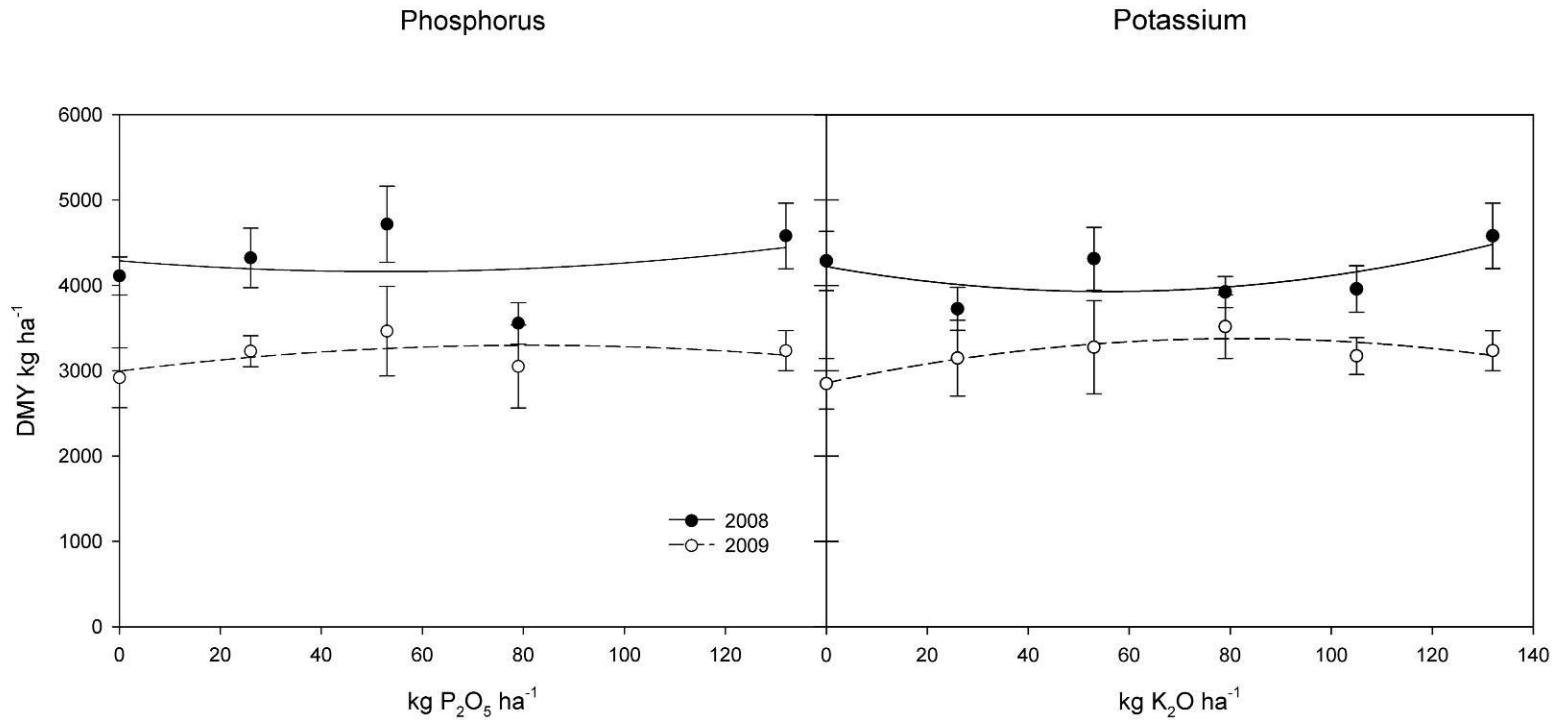 Phosphorus
Potassium
DMY kg ha⁻¹
6000
5000
4000
3000
2000
1000
0
2008
2009
0 20 40 60 80 100 120
0 20 40 60 80 100 120 140
kg P₂O₅ ha⁻¹
kg K₂O ha⁻¹